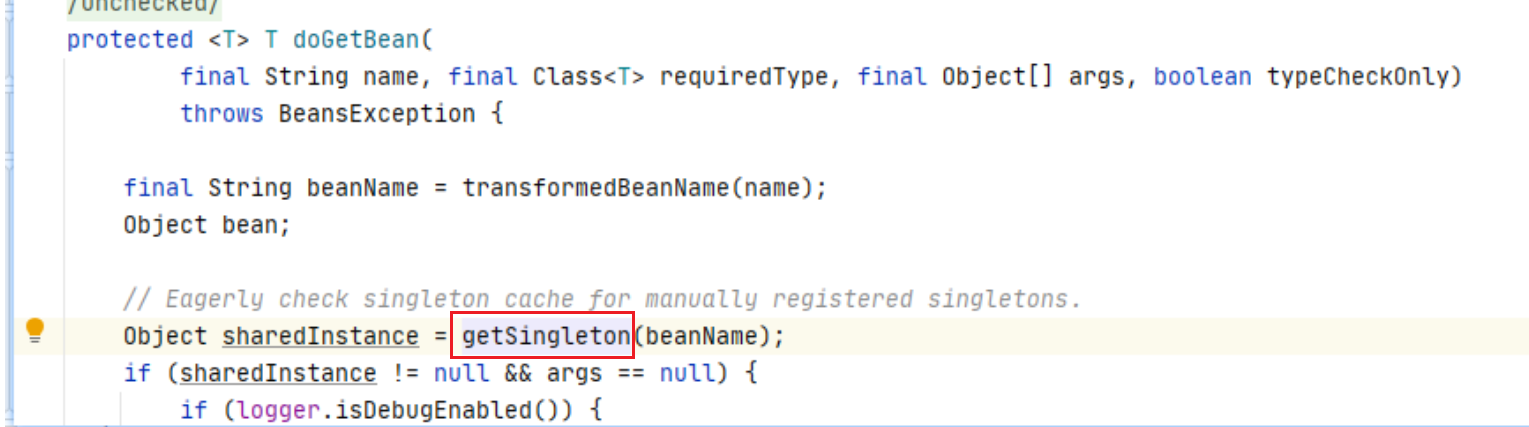 /unchecked/
protected <T> T doGetBean(
final String name, final Class<T> requiredType, final Object[] args, boolean typeCheckOnly)
throws BeansException {
final String beanName = transformedBeanName(name);
Object bean;
// Eagerly check singleton cache for manually registered singletons.
Object sharedInstance = getSingleton(beanName);
if (sharedInstance != null && args == null) {
if (logger.isDebugEnabled()) {